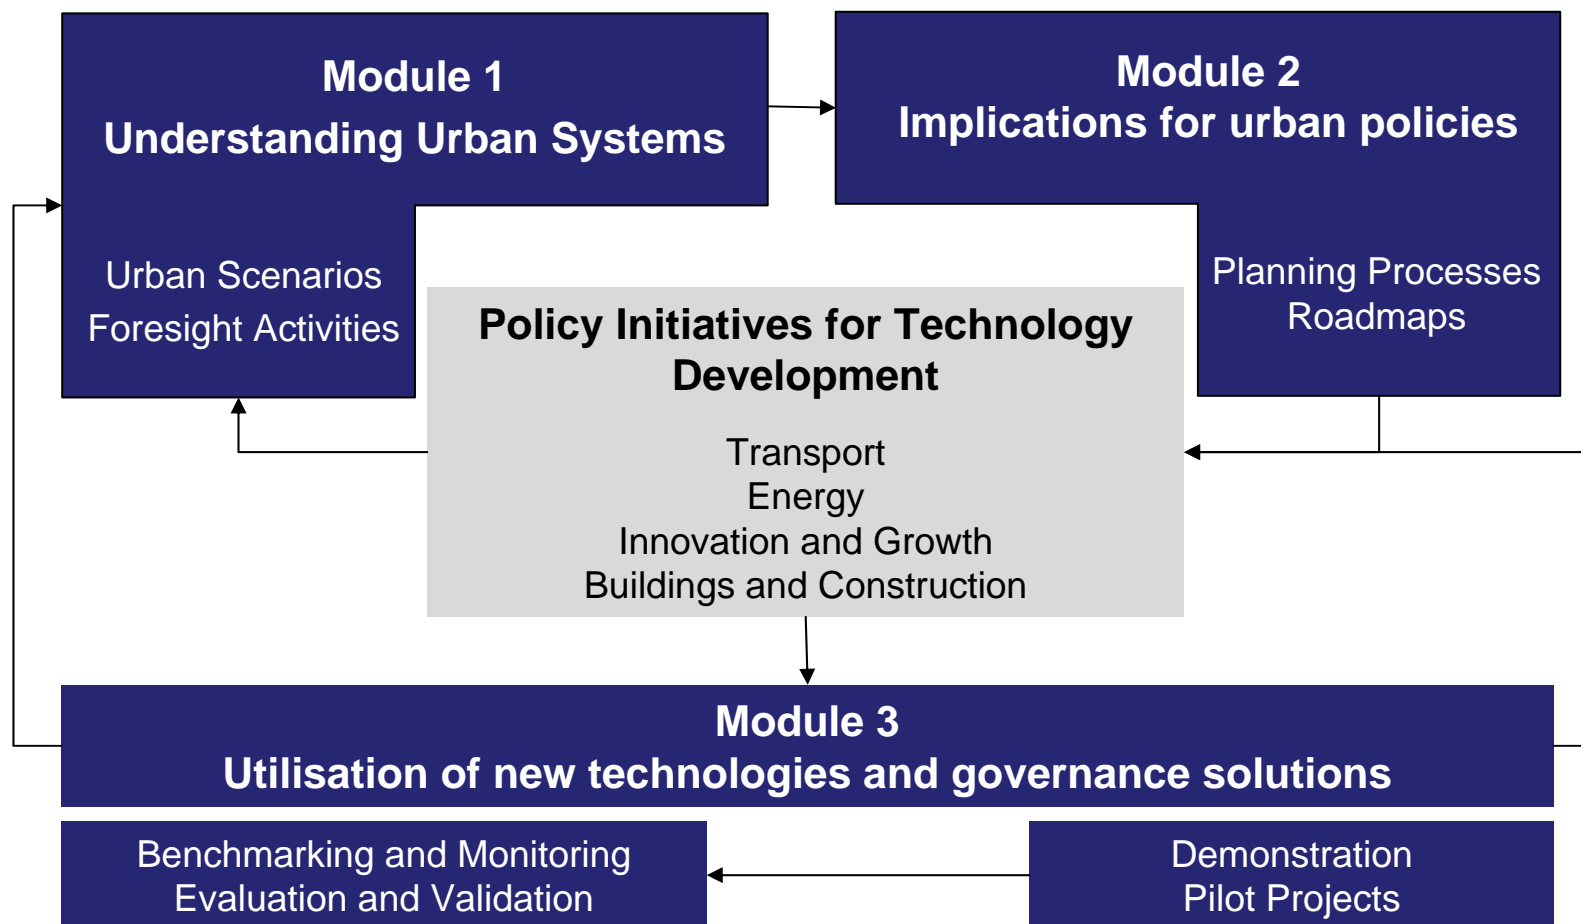 Module 1
Understanding Urban Systems
Urban Scenarios
Foresight Activities
Module 2
Implications for urban policies
Planning Processes
Roadmaps
Policy Initiatives for Technology
Development
Transport
Energy
Innovation and Growth
Buildings and Construction
Module 3
Utilisation of new technologies and governance solutions
Benchmarking and Monitoring
Evaluation and Validation
Demonstration
Pilot Projects